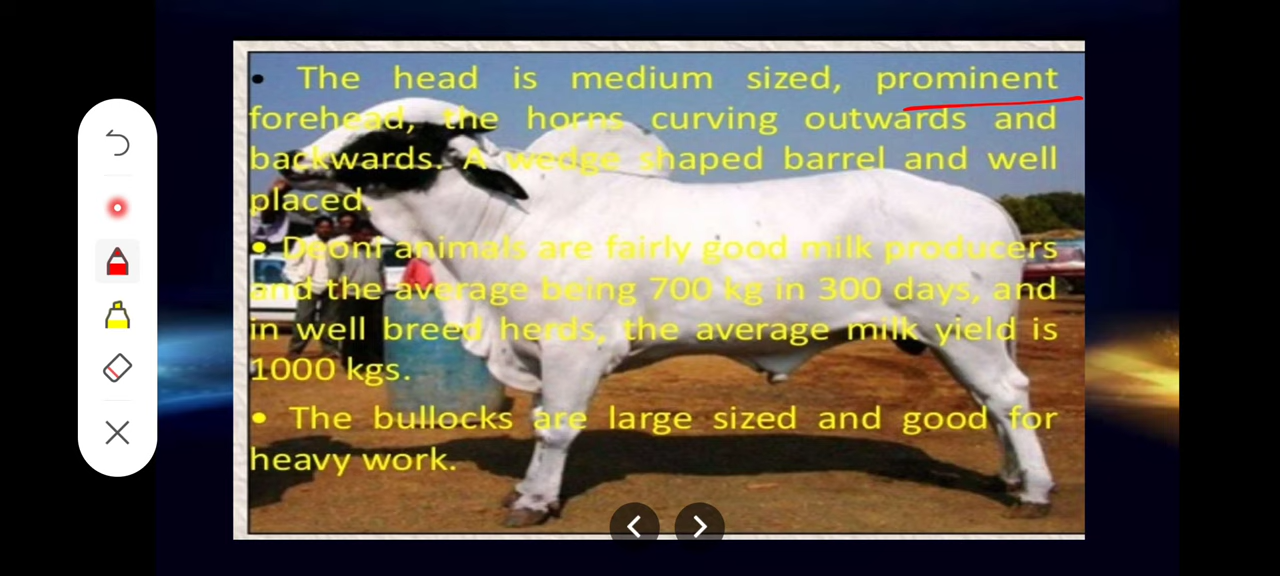 • The head is medium sized, prominent
forehead, the horns curving outwards and
backwards. A wedge shaped barrel and well
placed.
• Deoni animals are fairly good milk producers
and the average being 700 kg in 300 days, and
in well breed herds, the average milk yield is
1000 kgs.
• The bullocks are large sized and good for
heavy work.